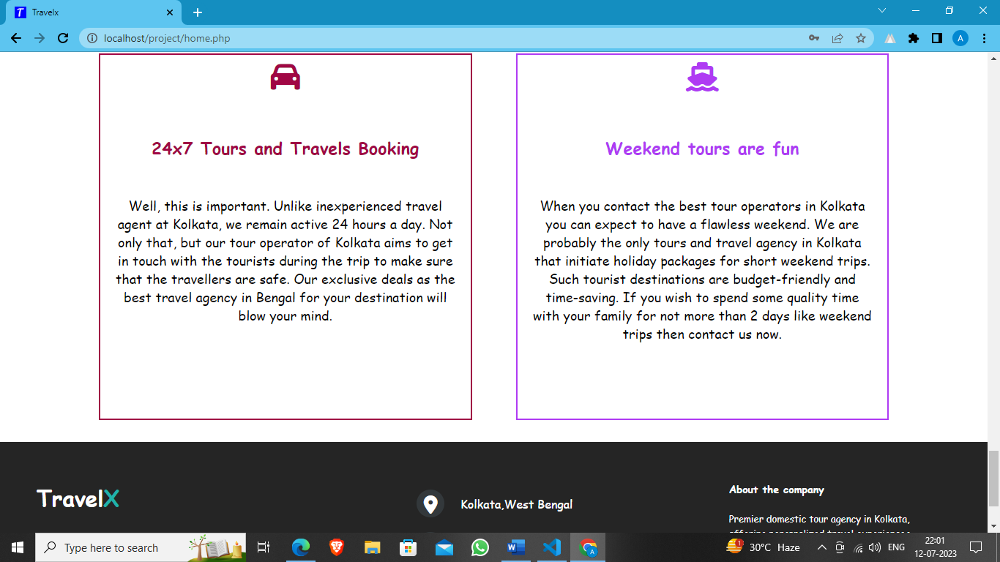 Travelx
localhost/project/home.php
A
24x7 Tours and Travels Booking
Well, this is important. Unlike inexperienced travel
agent at Kolkata, we remain active 24 hours a day. Not
only that, but our tour operator of Kolkata aims to get
in touch with the tourists during the trip to make sure
that the travellers are safe. Our exclusive deals as the
best travel agency in Bengal for your destination will
blow your mind.
Weekend tours are fun
When you contact the best tour operators in Kolkata
you can expect to have a flawless weekend. We are
probably the only tours and travel agency in Kolkata
that initiate holiday packages for short weekend trips.
Such tourist destinations are budget-friendly and
time-saving. If you wish to spend some quality time
with your family for not more than 2 days like weekend
trips then contact us now.
TravelX
Kolkata,West Bengal
About the company
Premier domestic tour agency in Kolkata,
Type here to search
1
30°C Haze
ENG
22:01
12-07-2023